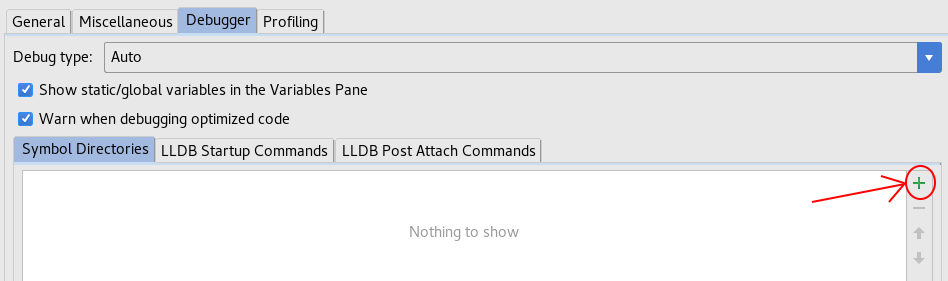 General Miscellaneous Debugger Profiling
Debug type: Auto
Show static/global variables in the Variables Pane
Warn when debugging optimized code
Symbol Directories LLDB Startup Commands LLDB Post Attach Commands
Nothing to show